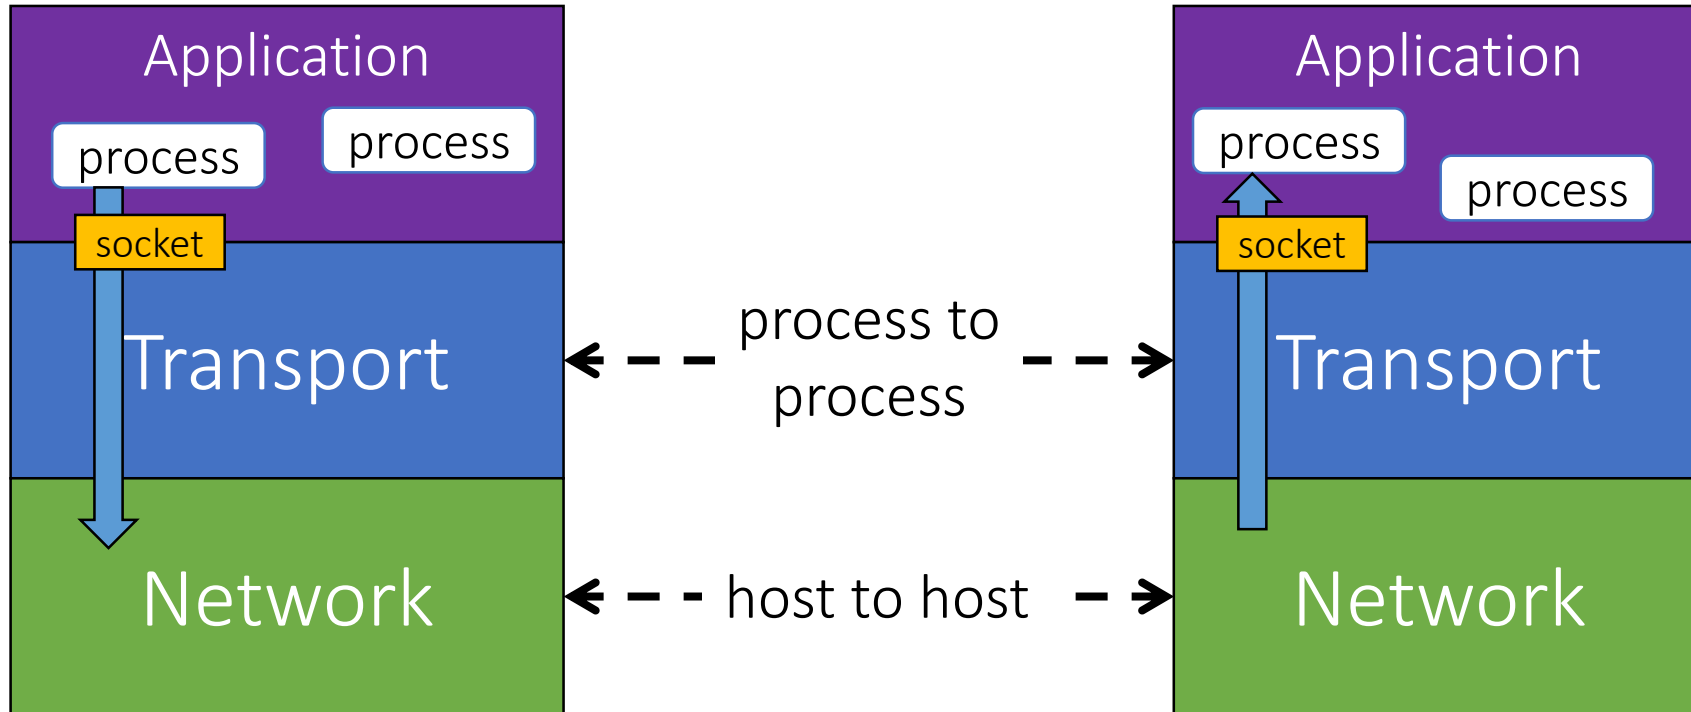 Application
process
process
socket
Transport
Network
process to
process
host to host
Application
process
process
socket
Transport
Network